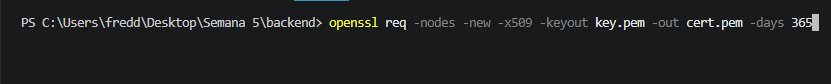 PS C:\Users\fredd\Desktop\Semana 5\backend> openssl req -nodes -new -x509 -keyout key.pem -out cert.pem -days 365